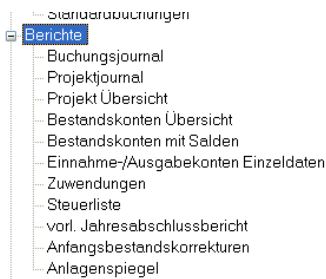 Standardbuchungen
Berichte
Buchungsjournal
Projektjournal
Projekt Übersicht
Bestandskonten Übersicht
Bestandskonten mit Salden
Einnahme-/Ausgabekonten Einzeldaten
Zuwendungen
Steuerliste
vorl. Jahresabschlussbericht
Anfangsbestandskorrekturen
Anlagenspiegel